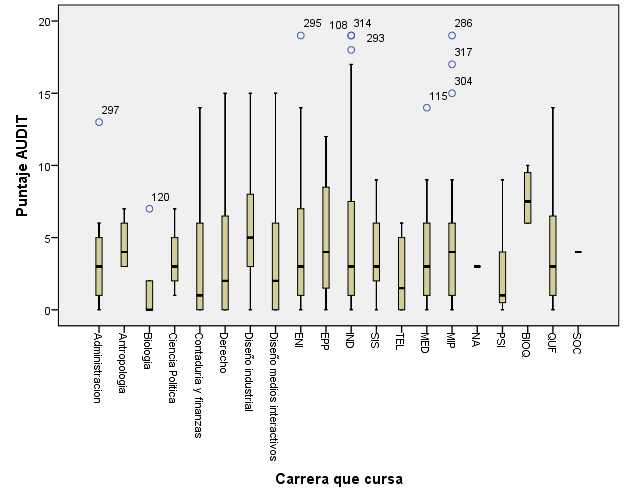 20
15
10
5
0
Puntaje AUDIT
297
120
295
108
314
293
115
286
317
304
Administracion
Antropologia
Biologia
Ciencia Politica
Contaduria y finanzas
Derecho
Diseño industrial
Diseño medios interactivos
ENI
EPP
IND
SIS
TEL
MED
MIP
NA
PSI
BIOQ
QUF
SOC
Carrera que cursa